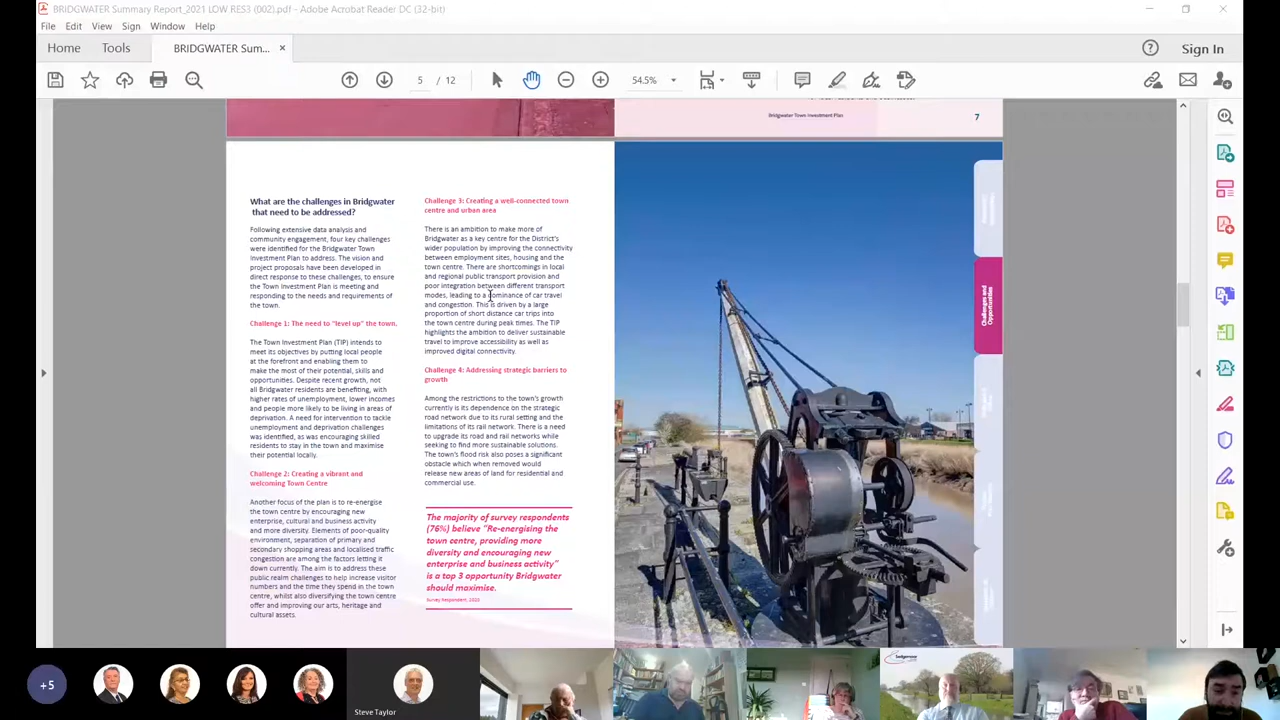 BRIDGWATER Summary Report_2021 LOW RES3 (002).pdf - Adobe Acrobat Reader DC (32-bit)
File Edit View Sign Window Help
Home Tools BRIDGWATER Sum... Sign In
5 / 12 54.5%
Bridgwater Town Investment Plan 7
What are the challenges in Bridgwater
that need to be addressed?
Following extensive data analysis and
community engagement, four key challenges
were identified for the Bridgwater Town
Investment Plan to address. The vision and
project proposals have been developed in
direct response to these challenges, to ensure
the Town Investment Plan is meeting and
responding to the needs and requirements of
the town.
Challenge 1: The need to "level up" the town.
The Town Investment Plan (TIP) intends to
meet its objectives by putting local people
at the forefront and enabling them to
make the most of their potential, skills and
opportunities. Despite recent growth, not
all Bridgwater residents are benefiting, with
higher rates of unemployment, lower incomes
and people more likely to be living in areas of
deprivation. A need for intervention to tackle
unemployment and deprivation challenges
was identified, as was encouraging skilled
residents to stay in the town and maximise
their potential locally.
Challenge 2: Creating a vibrant and
welcoming Town Centre
Another focus of the plan is to re-energise
the town centre by encouraging new
enterprise, cultural and business activity
and more diversity. Elements of poor-quality
environment, separation of primary and
secondary shopping areas and localised traffic
congestion are among the factors letting it
down currently. The aim is to address these
public realm challenges to help increase visitor
numbers and the time they spend in the town
centre, whilst also diversifying the town centre
offer and improving our arts, heritage and
cultural assets.
Challenge 3: Creating a well-connected town
centre and urban area
There is an ambition to make more of
Bridgwater as a key centre for the District's
wider population by improving the connectivity
between employment sites, housing and the
town centre. There are shortcomings in local
and regional public transport provision and
poor integration between different transport
modes, leading to a dominance of car travel
and congestion. This is driven by a large
proportion of short distance car trips into
the town centre during peak times. The TIP
highlights the ambition to deliver sustainable
travel to improve accessibility as well as
improved digital connectivity.
Challenge 4: Addressing strategic barriers to
growth
Among the restrictions to the town's growth
currently is its dependence on the strategic
road network due to its rural setting and the
limitations of its rail network. There is a need
to upgrade its road and rail networks while
seeking to find more sustainable solutions.
The town's flood risk also poses a significant
obstacle which when removed would
release new areas of land for residential and
commercial use.
The majority of survey respondents
(76%) believe "Re-energising the
town centre, providing more
diversity and encouraging new
enterprise and business activity"
is a top 3 opportunity Bridgwater
should maximise.
Survey Respondent, 2020
Challenges and
Opportunities
+5
Steve Taylor